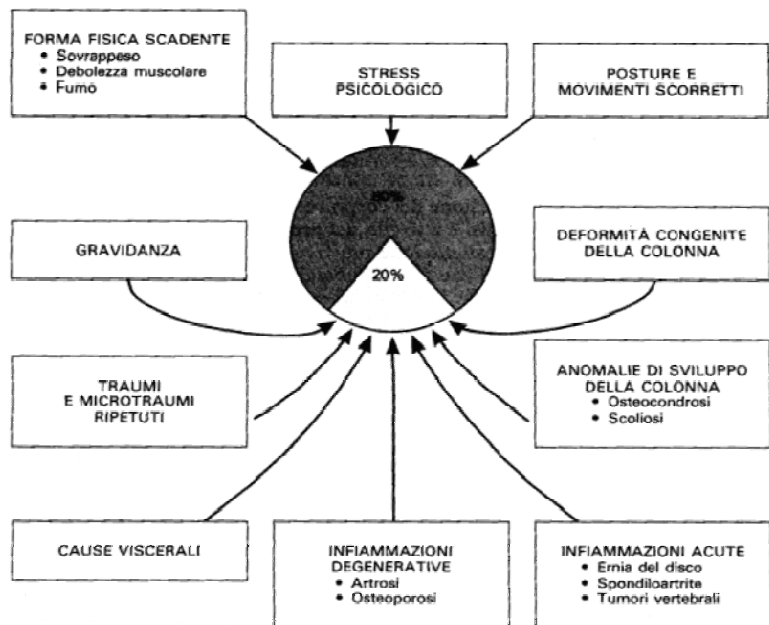 FORMA FISICA SCADENTE
• Sovrappeso
• Debolezza muscolare
• Fumo
STRESS
PSICOLOGICO
POSTURE E
MOVIMENTI SCORRETTI
80%
20%
GRAVIDANZA
DEFORMITÀ CONGENITE
DELLA COLONNA
TRAUMI
E MICROTRAUMI
RIPETUTI
ANOMALIE DI SVILUPPO
DELLA COLONNA
• Osteocondrosi
• Scoliosi
CAUSE VISCERALI
INFIAMMAZIONI
DEGENERATIVE
• Artrosi
• Osteoporosi
INFIAMMAZIONI ACUTE
• Ernia del disco
• Spondiloartrite
• Tumori vertebrali